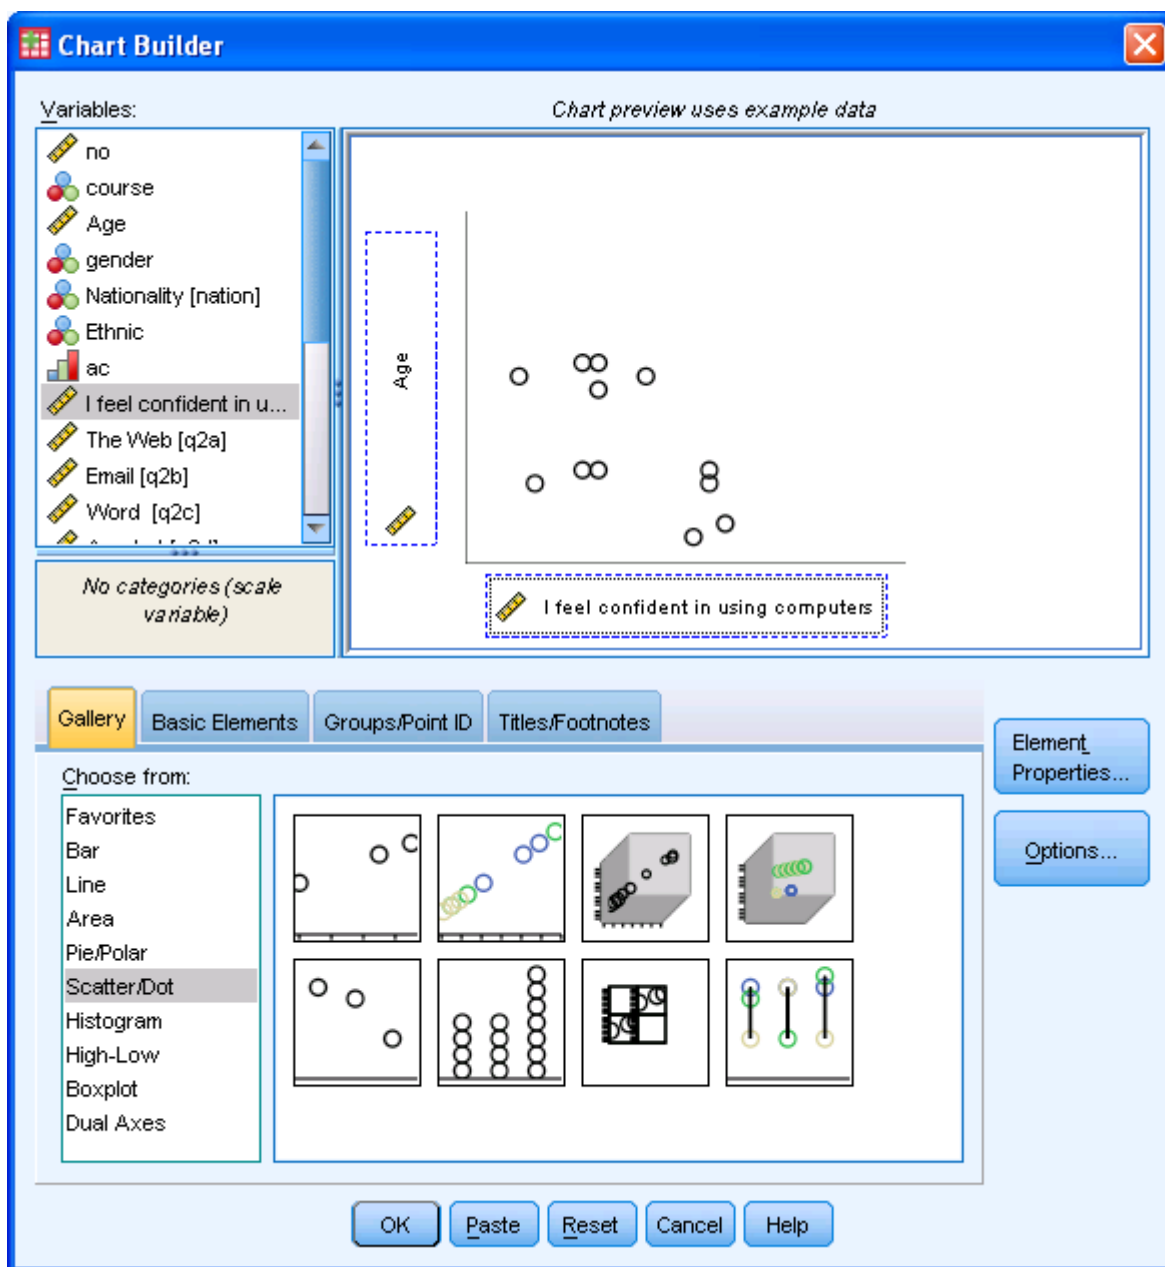 Chart Builder
Variables:
Chart preview uses example data
no
course
Age
gender
Nationality [nation]
Ethnic
ac
I feel confident in u...
The Web [q2a]
Email [q2b]
Word [q2c]
No categories (scale
variable)
Age
I feel confident in using computers
Gallery
Basic Elements
Groups/Point ID
Titles/Footnotes
Element
Properties...
Options...
Choose from:
Favorites
Bar
Line
Area
Pie/Polar
Scatter/Dot
Histogram
High-Low
Boxplot
Dual Axes
OK
Paste
Reset
Cancel
Help